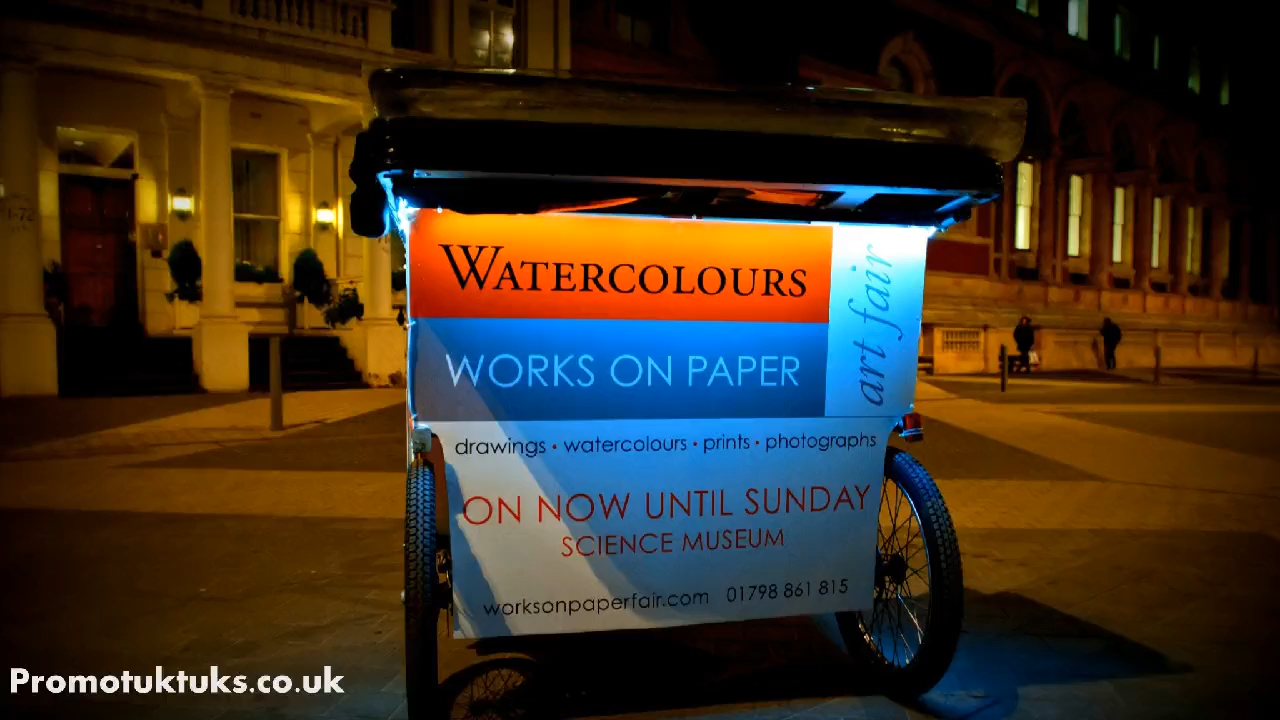 WATERCOLOURS
WORKS ON PAPER
art fair
drawings • watercolours • prints • photographs
ON NOW UNTIL SUNDAY
SCIENCE MUSEUM
worksonpaperfair.com 01798 861 815
Promotuktuks.co.uk